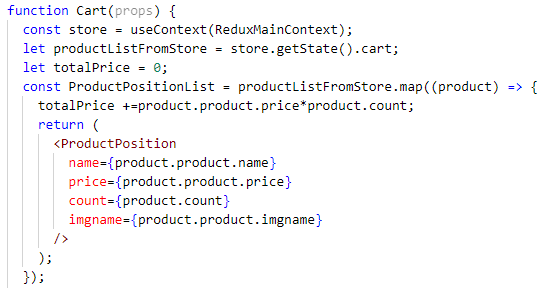 function Cart(props) {
const store = useContext(ReduxMainContext);
let productListFromStore = store.getState().cart;
let totalPrice = 0;
const ProductPositionList = productListFromStore.map((product) => {
totalPrice +=product.product.price*product.count;
return (
<ProductPosition
name={product.product.name}
price={product.product.price}
count={product.count}
imgname={product.product.imgname}
/>
);
});